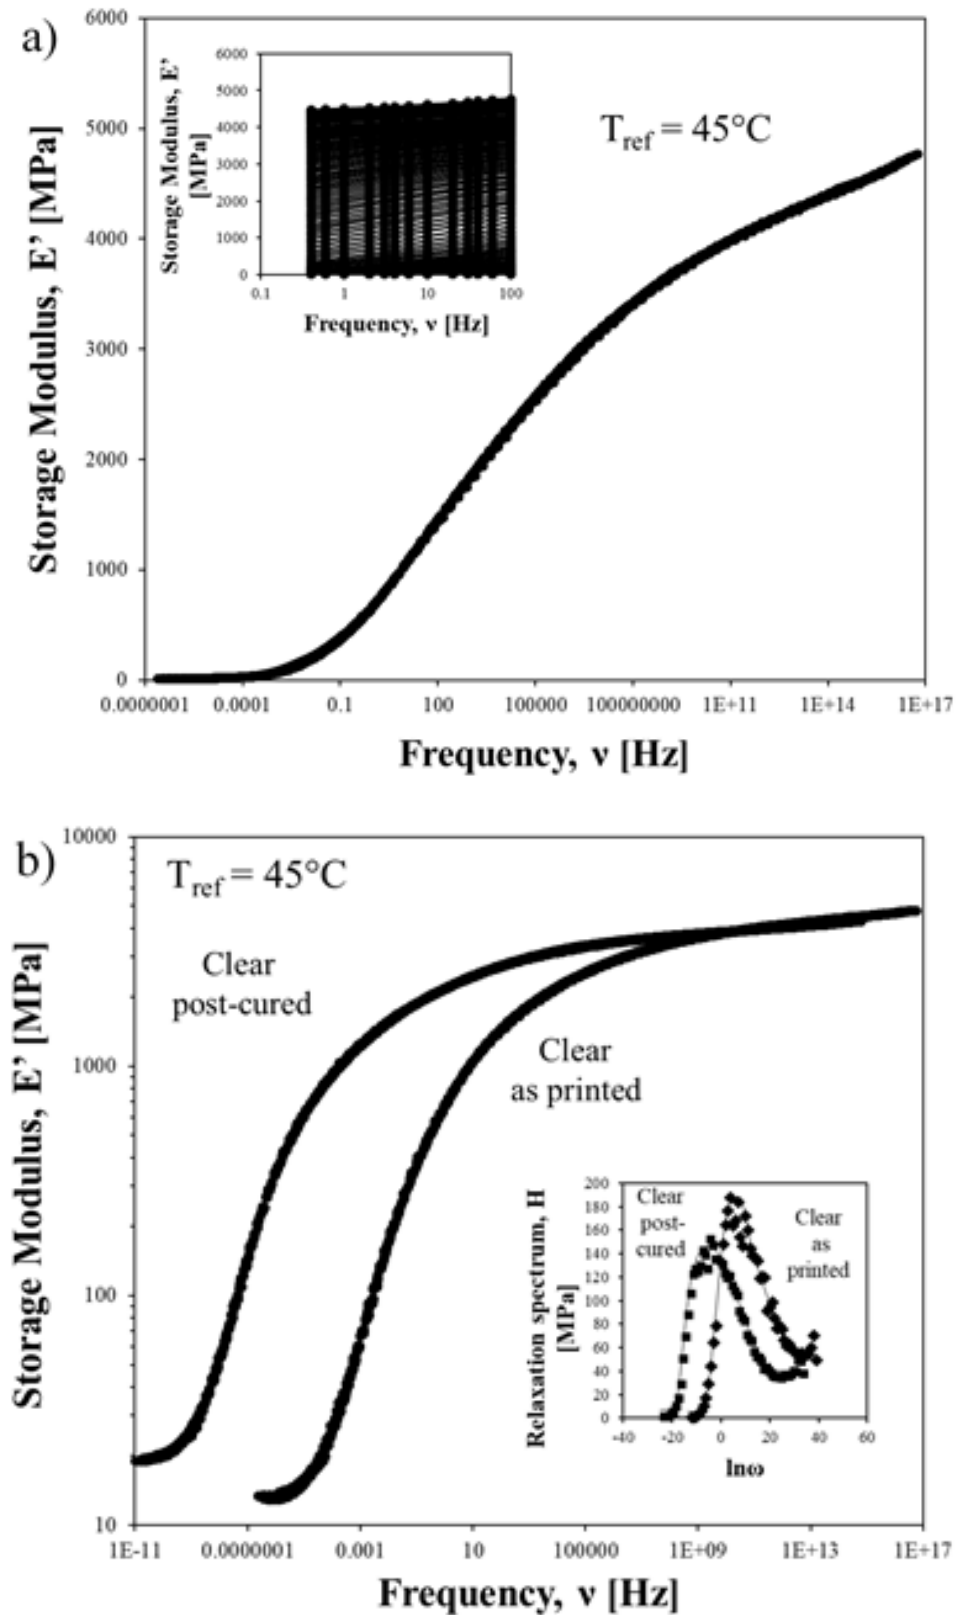 a)
6000
5000
4000
3000
2000
1000
0
Storage Modulus, E’ [MPa]
T_ref = 45°C
Storage Modulus, E’
[MPa]
6000
5000
4000
3000
2000
1000
0
0.1 1 10 100
Frequency, ν [Hz]
0.0000001 0.0001 0.1 100 100000 100000000 1E+11 1E+14 1E+17
Frequency, ν [Hz]
b)
10000
1000
100
10
Storage Modulus, E’ [MPa]
T_ref = 45°C
Clear
post-cured
Clear
as printed
Relaxation spectrum, H
[MPa]
200
180
160
140
120
100
80
60
40
20
0
Clear
post-
cured
Clear
as
printed
-40 -20 0 20 40 60
lnω
1E-11 0.0000001 0.001 10 100000 1E+09 1E+13 1E+17
Frequency, ν [Hz]